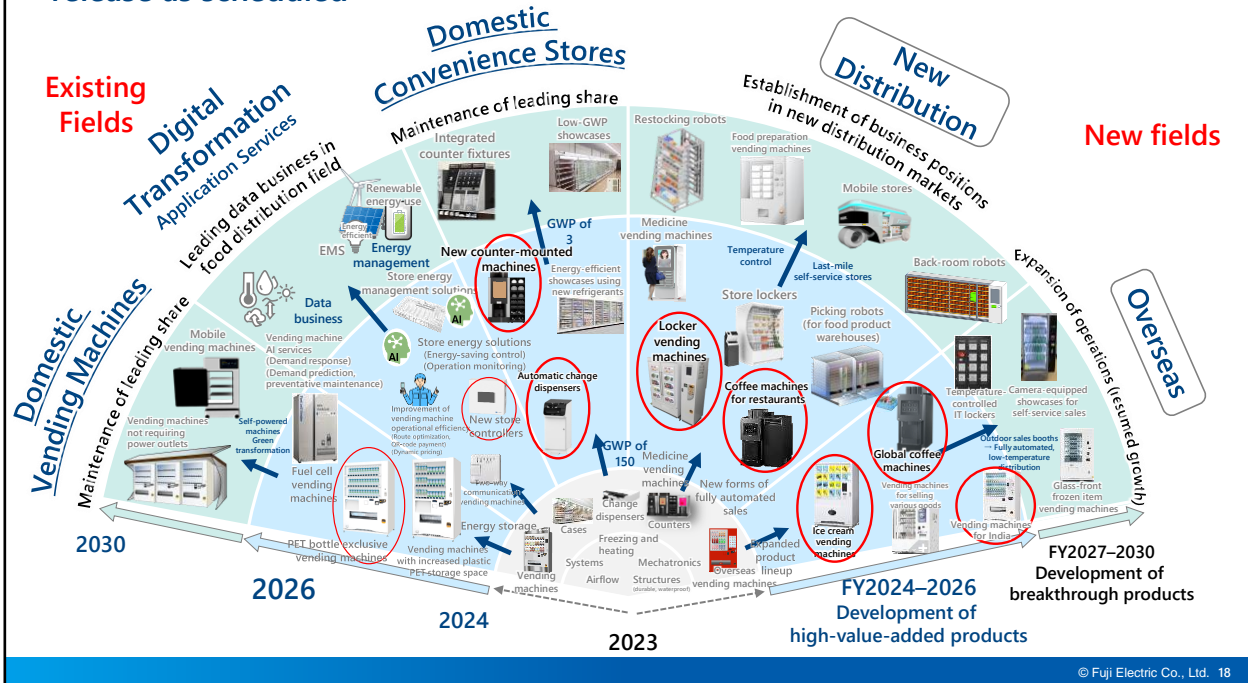 release as scheduled
Existing
Fields
New fields
Domestic
Vending Machines
Maintenance of leading share
Digital
Transformation
Application Services
Leading data business in
food distribution field
Domestic
Convenience Stores
Maintenance of leading share
New
Distribution
Establishment of business positions
in new distribution markets
Overseas
Expansion of operations (resumed growth)
Integrated
counter fixtures
Low-GWP
showcases
Restocking robots
Food preparation
vending machines
Mobile stores
Renewable
energy use
Energy
efficient
EMS
Energy
management
GWP of
3
New counter-mounted
machines
Energy-efficient
showcases using
new refrigerants
Medicine
vending machines
Temperature
control
Last-mile
self-service stores
Back-room robots
Store energy
management solutions
AI
Data
business
Store lockers
Picking robots
(for food product
warehouses)
Mobile
vending machines
Vending machine
AI services
(Demand response)
(Demand prediction,
preventative maintenance)
AI
Store energy solutions
(Energy-saving control)
(Operation monitoring)
Locker
vending
machines
Automatic change
dispensers
Coffee machines
for restaurants
Temperature-
controlled
IT lockers
Camera-equipped
showcases for
self-service sales
Vending machines
not requiring
power outlets
Self-powered
machines
Green
transformation
Improvement of
vending machine
operational efficiency
(Route optimization,
QR-code payment)
(Dynamic pricing)
New store
controllers
Global coffee
machines
Outdoor sales booths
→ Fully automated,
low-temperature
distribution
Fuel cell
vending
machines
GWP of
150
Medicine
vending
machines
Two-way
communication
vending machines
New forms of
fully automated
sales
Vending machines
for selling
various goods
Glass-front
frozen item
vending machines
Energy storage
Cases
Change
dispensers
Counters
Ice cream
vending
machines
Vending machines
for India
PET bottle exclusive
vending machines
Vending machines
with increased plastic
PET storage space
Freezing and
heating
Systems
Mechatronics
Airflow
Structures
(durable, waterproof)
Vending
machines
Overseas
vending machines
Expanded
product
lineup
2030
2026
2024
2023
FY2024–2026
Development of
high-value-added products
FY2027–2030
Development of
breakthrough products
© Fuji Electric Co., Ltd. 18